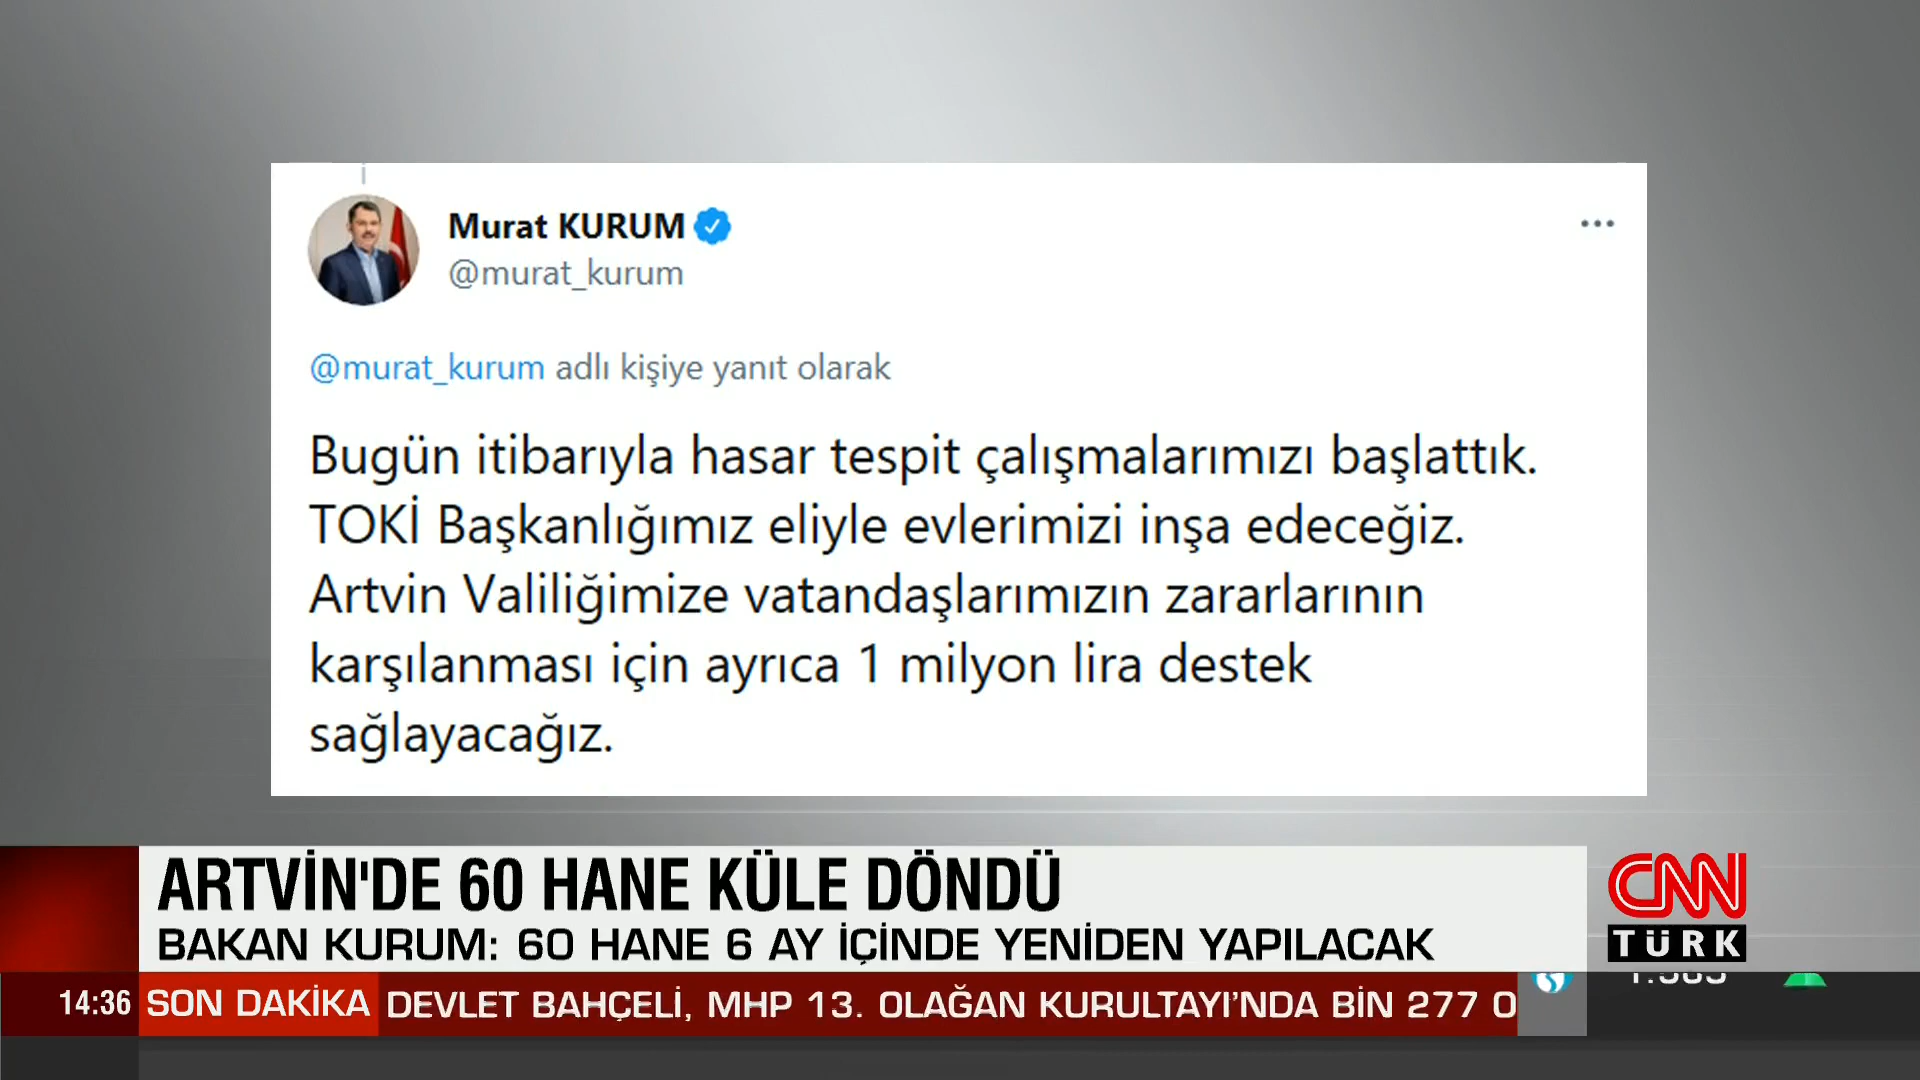 Murat KURUM
@murat_kurum
@murat_kurum adlı kişiye yanıt olarak
Bugün itibarıyla hasar tespit çalışmalarımızı başlattık.
TOKİ Başkanlığımız eliyle evlerimizi inşa edeceğiz.
Artvin Valiliğimize vatandaşlarımızın zararlarının
karşılanması için ayrıca 1 milyon lira destek
sağlayacağız.
ARTVİN'DE 60 HANE KÜLE DÖNDÜ
BAKAN KURUM: 60 HANE 6 AY İÇİNDE YENİDEN YAPILACAK
CNN
TÜRK
14:36 SON DAKİKA DEVLET BAHÇELİ, MHP 13. OLAĞAN KURULTAYI'NDA BİN 277 O